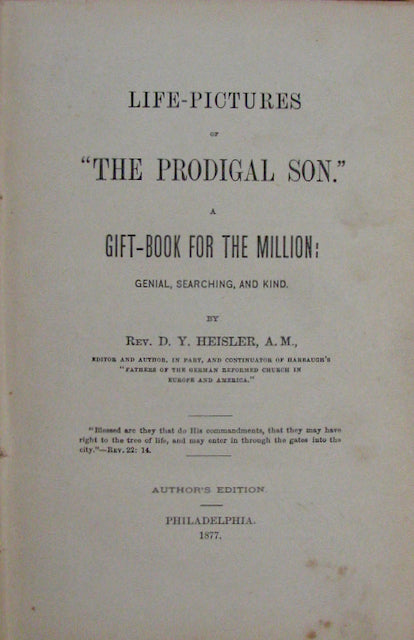 LIFE-PICTURES
OF
"THE PRODIGAL SON."
A
GIFT-BOOK FOR THE MILLION:
GENIAL, SEARCHING, AND KIND.
BY
REV. D. Y. HEISLER, A. M.,
EDITOR AND AUTHOR, IN PART, AND CONTINUATOR OF HARBAUGH'S
"FATHERS OF THE GERMAN REFORMED CHURCH IN
EUROPE AND AMERICA."
"Blessed are they that do His commandments, that they may have
right to the tree of life, and may enter in through the gates into the
city."—REV. 22: 14.
AUTHOR'S EDITION.
PHILADELPHIA.
1877.